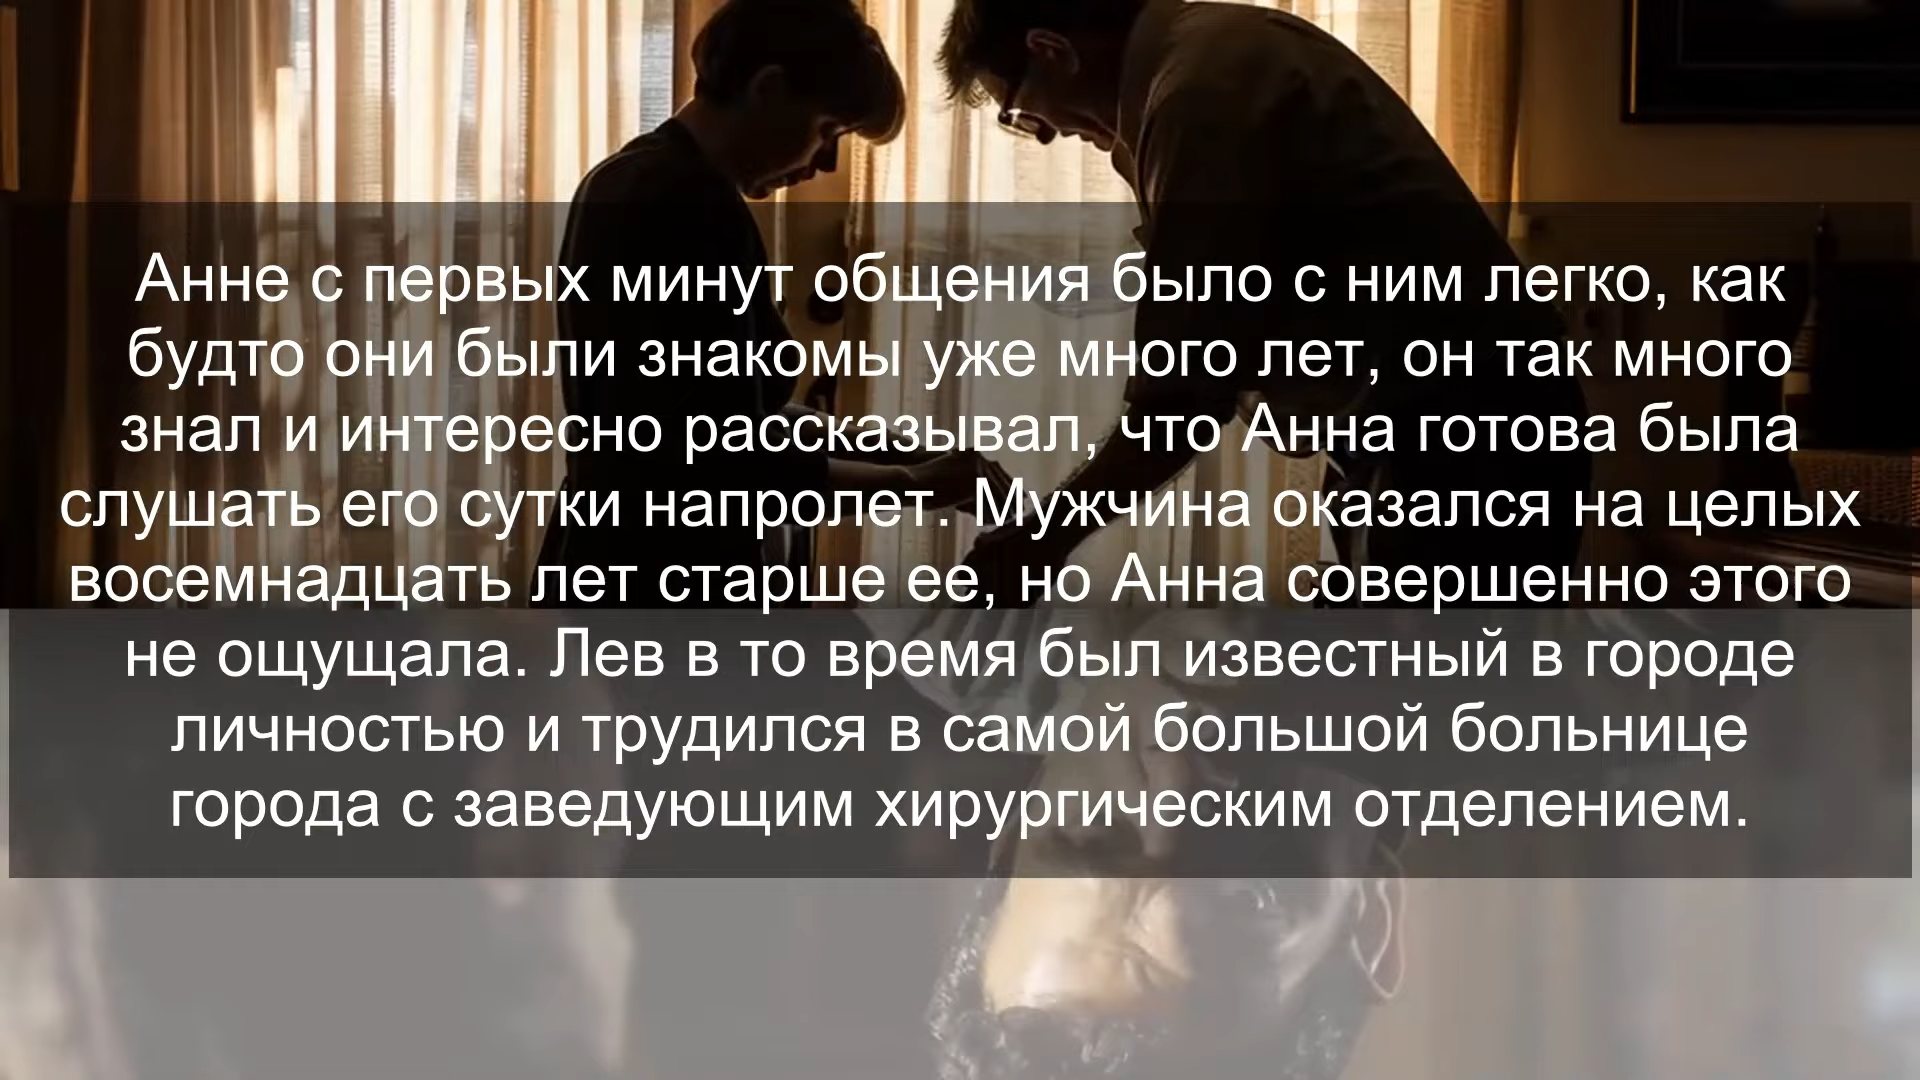 Анне с первых минут общения было с ним легко, как
будто они были знакомы уже много лет, он так много
знал и интересно рассказывал, что Анна готова была
слушать его сутки напролет. Мужчина оказался на целых
восемнадцать лет старше ее, но Анна совершенно этого
не ощущала. Лев в то время был известный в городе
личностью и трудился в самой большой больнице
города с заведующим хирургическим отделением.